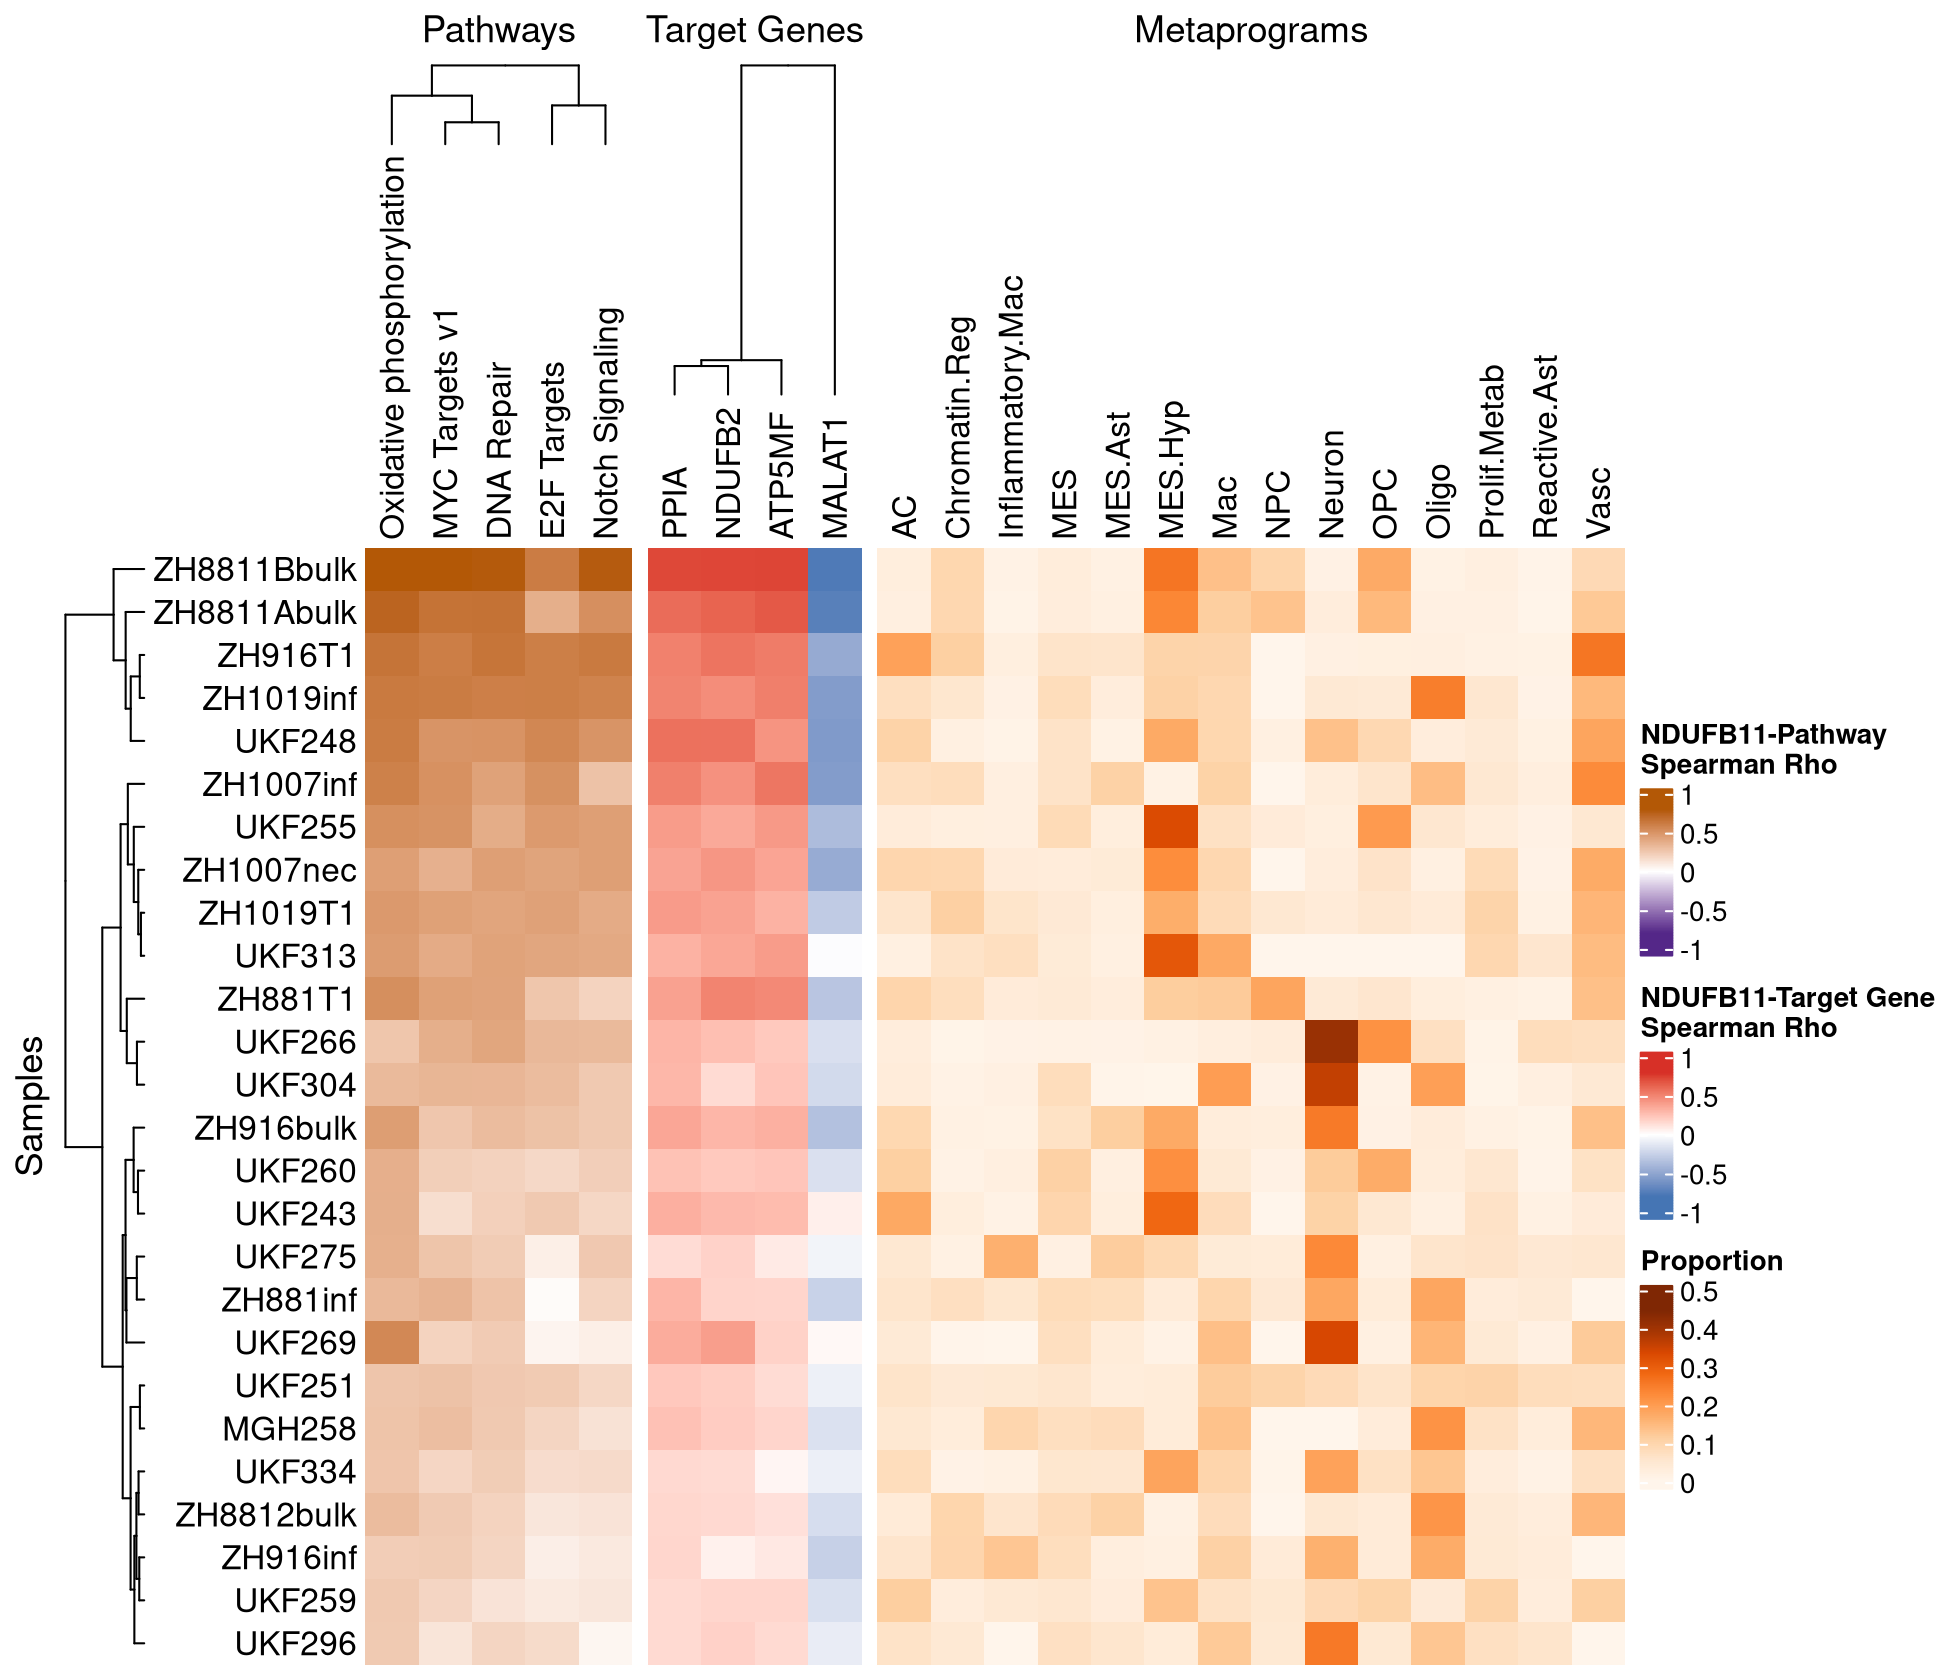 Pathways
Target Genes
Metaprograms
Oxidative phosphorylation
MYC Targets v1
DNA Repair
E2F Targets
Notch Signaling
PPIA
NDUFB2
ATP5MF
MALAT1
AC
Chromatin.Reg
Inflammatory.Mac
MES
MES.Ast
MES.Hyp
Mac
NPC
Neuron
OPC
Oligo
Prolif.Metab
Reactive.Ast
Vasc
Samples
ZH8811Bbulk
ZH8811Abulk
ZH916T1
ZH1019inf
UKF248
ZH1007inf
UKF255
ZH1007nec
ZH1019T1
UKF313
ZH881T1
UKF266
UKF304
ZH916bulk
UKF260
UKF243
UKF275
ZH881inf
UKF269
UKF251
MGH258
UKF334
ZH8812bulk
ZH916inf
UKF259
UKF296
NDUFB11-Pathway
Spearman Rho
1
0.5
0
-0.5
-1
NDUFB11-Target Gene
Spearman Rho
1
0.5
0
-0.5
-1
Proportion
0.5
0.4
0.3
0.2
0.1
0